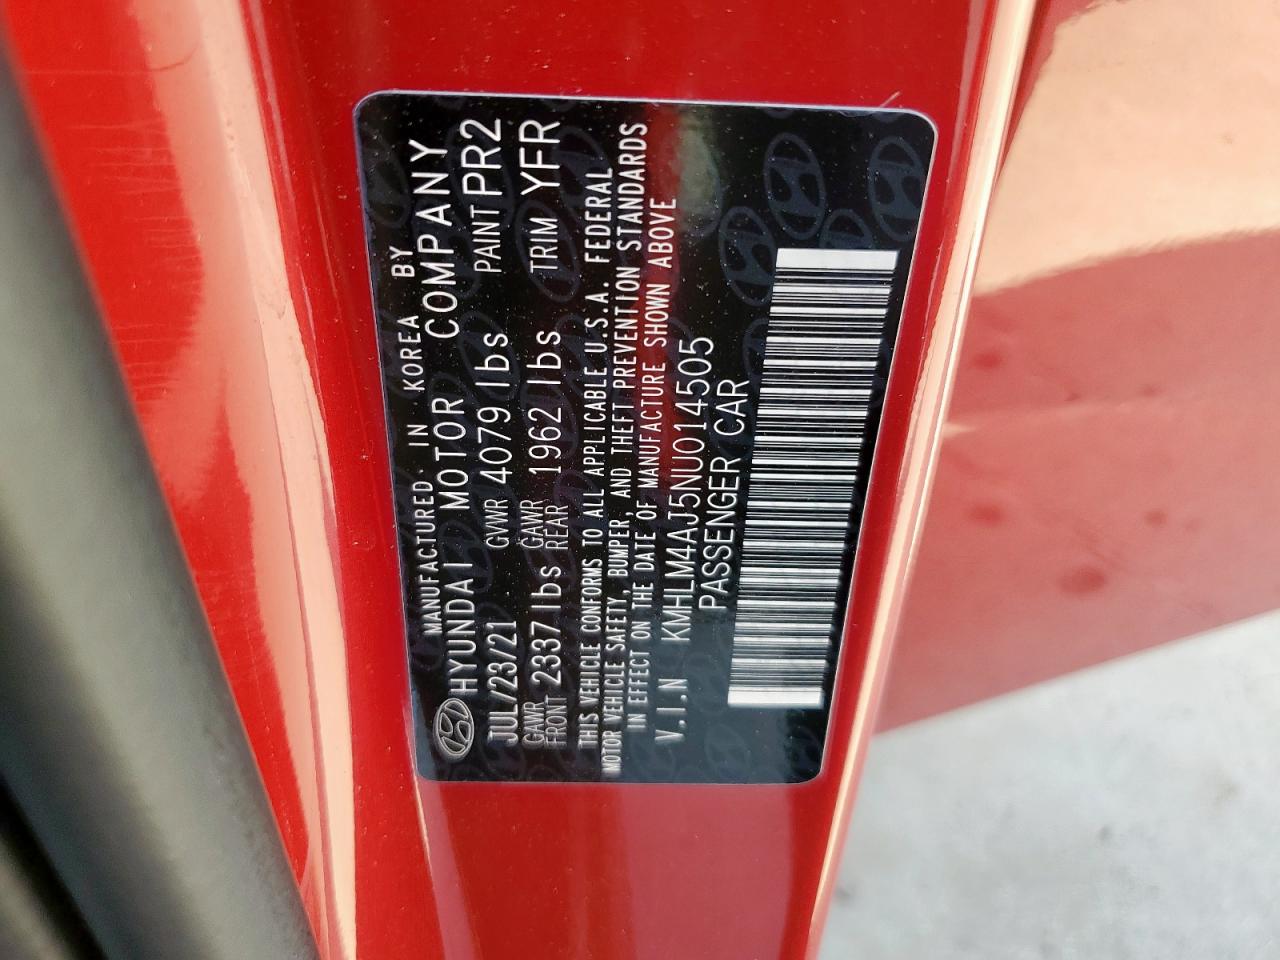 MANUFACTURED IN KOREA BY
HYUNDAI MOTOR COMPANY
JUL/23/21 GVWR 4079 lbs PAINT PR2
GAWR FRONT 2337 lbs GAWR REAR 1962 lbs TRIM YFR
THIS VEHICLE CONFORMS TO ALL APPLICABLE U.S.A. FEDERAL
MOTOR VEHICLE SAFETY, BUMPER, AND THEFT PREVENTION STANDARDS
IN EFFECT ON THE DATE OF MANUFACTURE SHOWN ABOVE
V.I.N KMHLM4AJ5NU014505
PASSENGER CAR